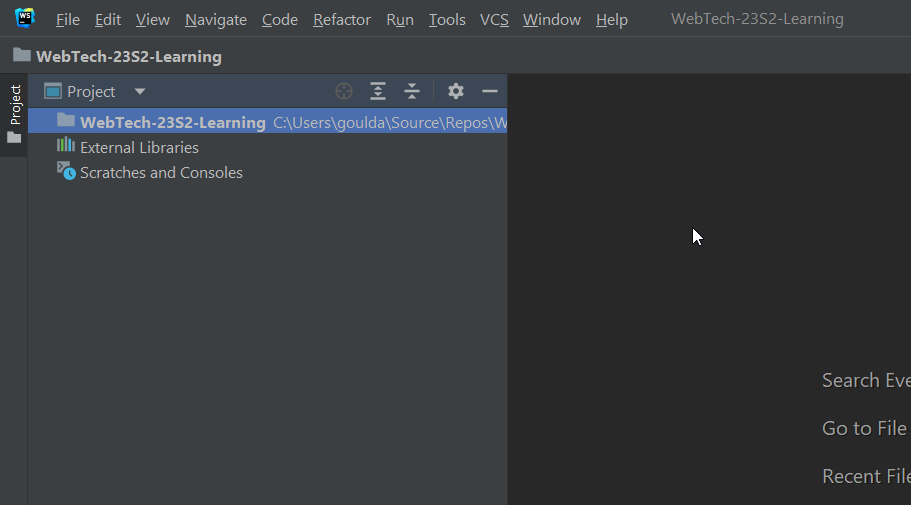 WS File Edit View Navigate Code Refactor Run Tools VCS Window Help WebTech-23S2-Learning
WebTech-23S2-Learning
Project
Project
WebTech-23S2-Learning C:\Users\goulda\Source\Repos\W
External Libraries
Scratches and Consoles
Search Eve
Go to File
Recent File